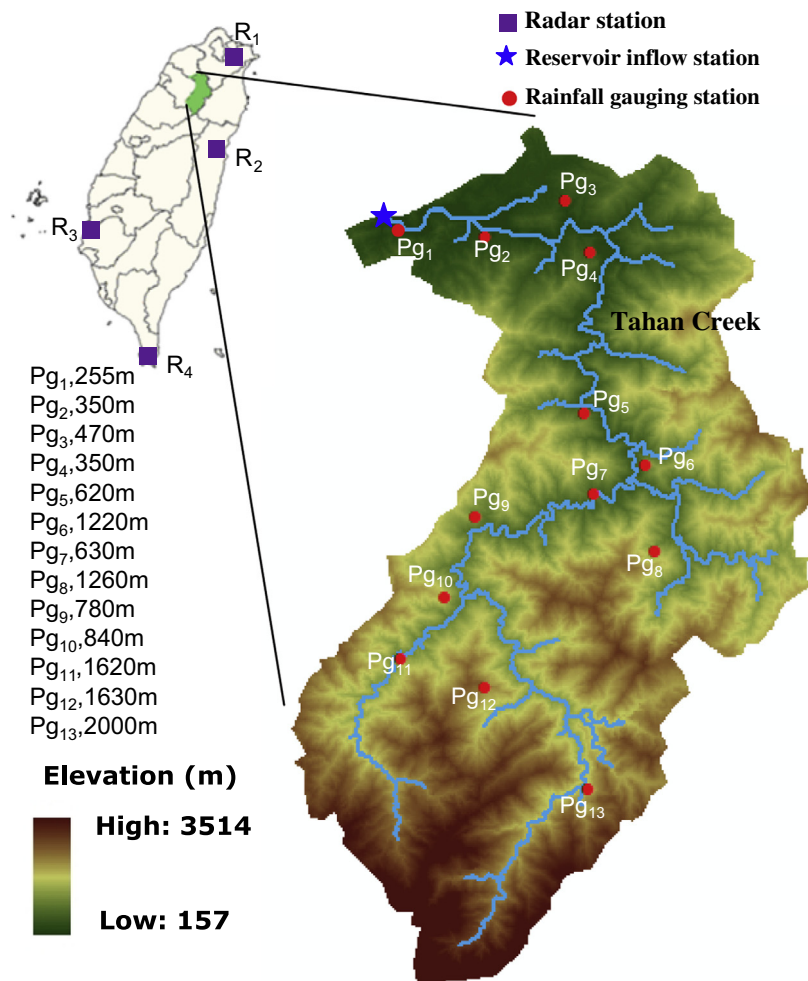 Radar station
Reservoir inflow station
Rainfall gauging station
R1
R2
R3
R4
Pg3
Pg1
Pg2
Pg4
Tahan Creek
Pg5
Pg6
Pg7
Pg9
Pg8
Pg10
Pg11
Pg12
Pg13
Pg1,255m
Pg2,350m
Pg3,470m
Pg4,350m
Pg5,620m
Pg6,1220m
Pg7,630m
Pg8,1260m
Pg9,780m
Pg10,840m
Pg11,1620m
Pg12,1630m
Pg13,2000m
Elevation (m)
High: 3514
Low: 157